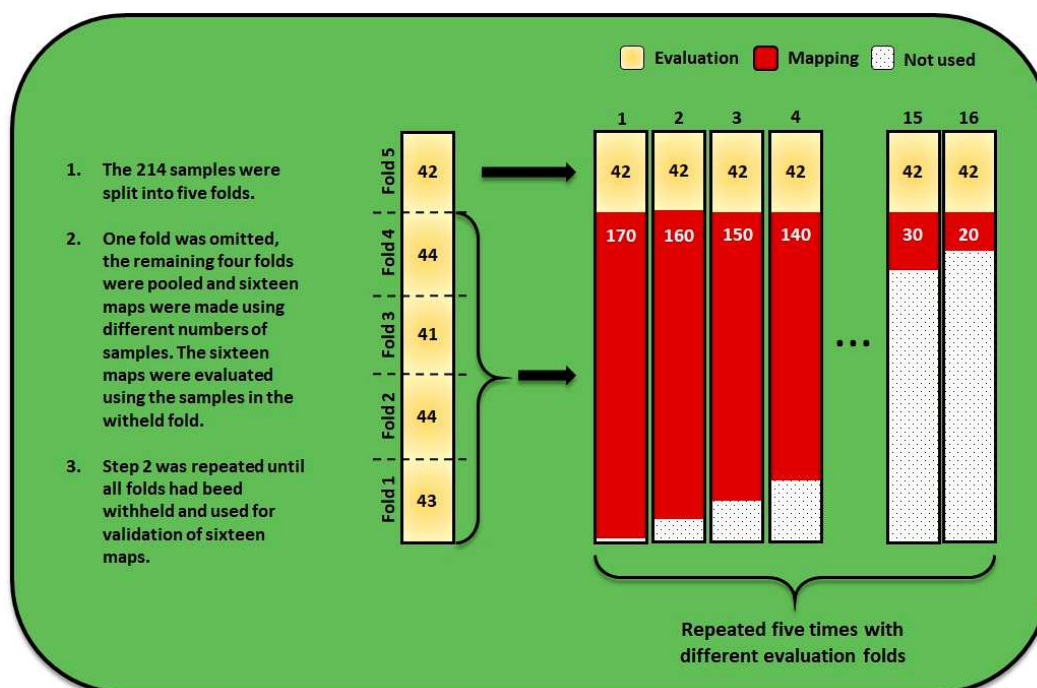 Evaluation Mapping Not used
1. The 214 samples were
split into five folds.
2. One fold was omitted,
the remaining four folds
were pooled and sixteen
maps were made using
different numbers of
samples. The sixteen
maps were evaluated
using the samples in the
witheld fold.
3. Step 2 was repeated until
all folds had beed
withheld and used for
validation of sixteen
maps.
Fold 5 42
Fold 4 44
Fold 3 41
Fold 2 44
Fold 1 43
1 2 3 4 15 16
42 42 42 42 42 42
170 160 150 140 ... 30 20
Repeated five times with
different evaluation folds